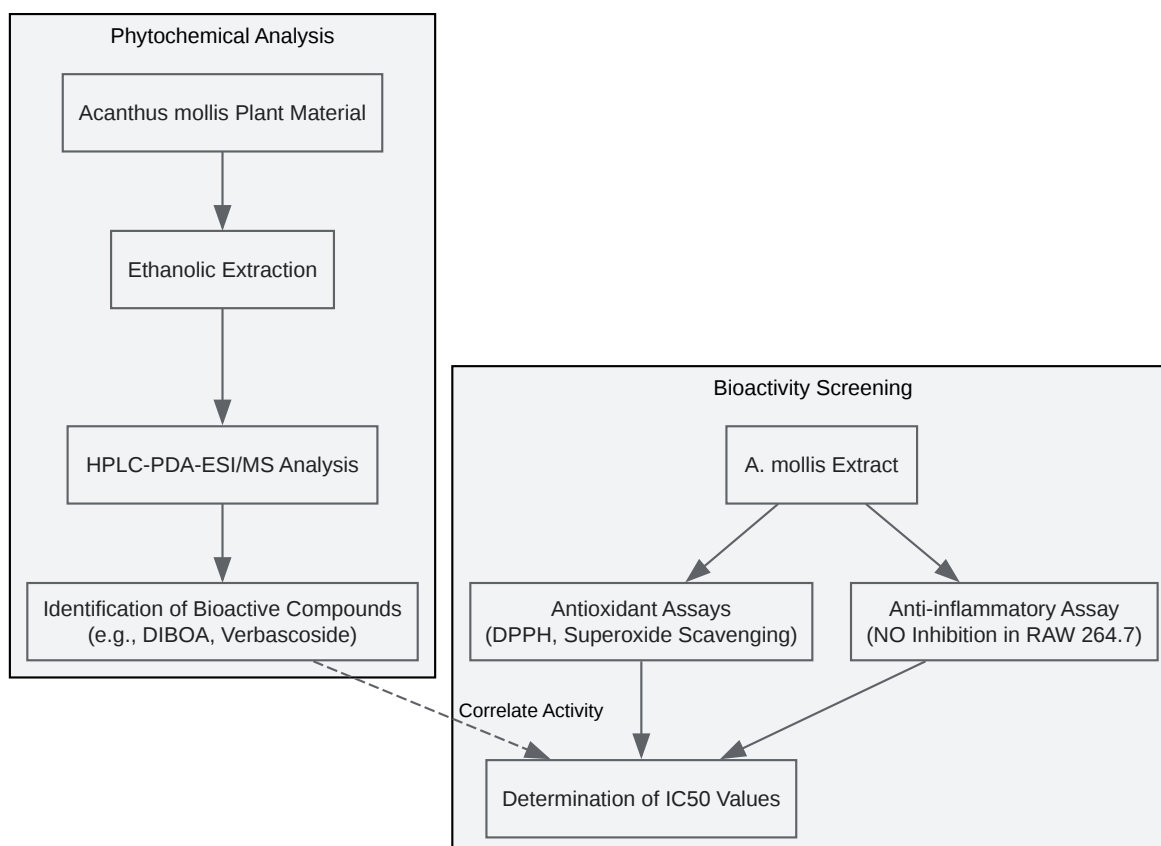 Phytochemical Analysis
Acanthus mollis Plant Material
Ethanolic Extraction
HPLC-PDA-ESI/MS Analysis
Identification of Bioactive Compounds
(e.g., DIBOA, Verbascoside)
Bioactivity Screening
A. mollis Extract
Antioxidant Assays
(DPPH, Superoxide Scavenging)
Anti-inflammatory Assay
(NO Inhibition in RAW 264.7)
Correlate Activity
Determination of IC50 Values